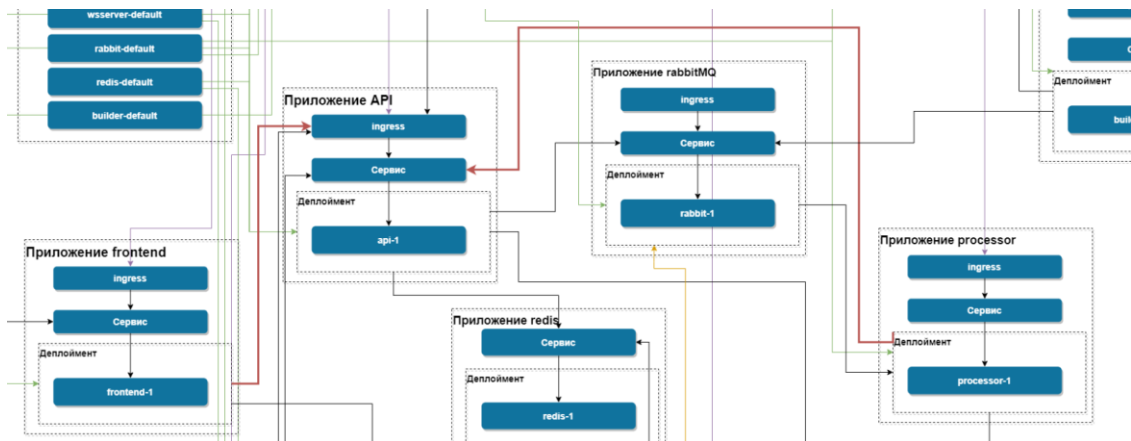 wsserver-default
rabbit-default
redis-default
builder-default
Приложение API
ingress
Сервис
Деплоймент
api-1
Приложение rabbitMQ
ingress
Сервис
Деплоймент
rabbit-1
Деплоймент
Приложение frontend
ingress
Сервис
Деплоймент
frontend-1
Приложение redis
Сервис
Деплоймент
redis-1
Приложение processor
ingress
Сервис
Деплоймент
processor-1